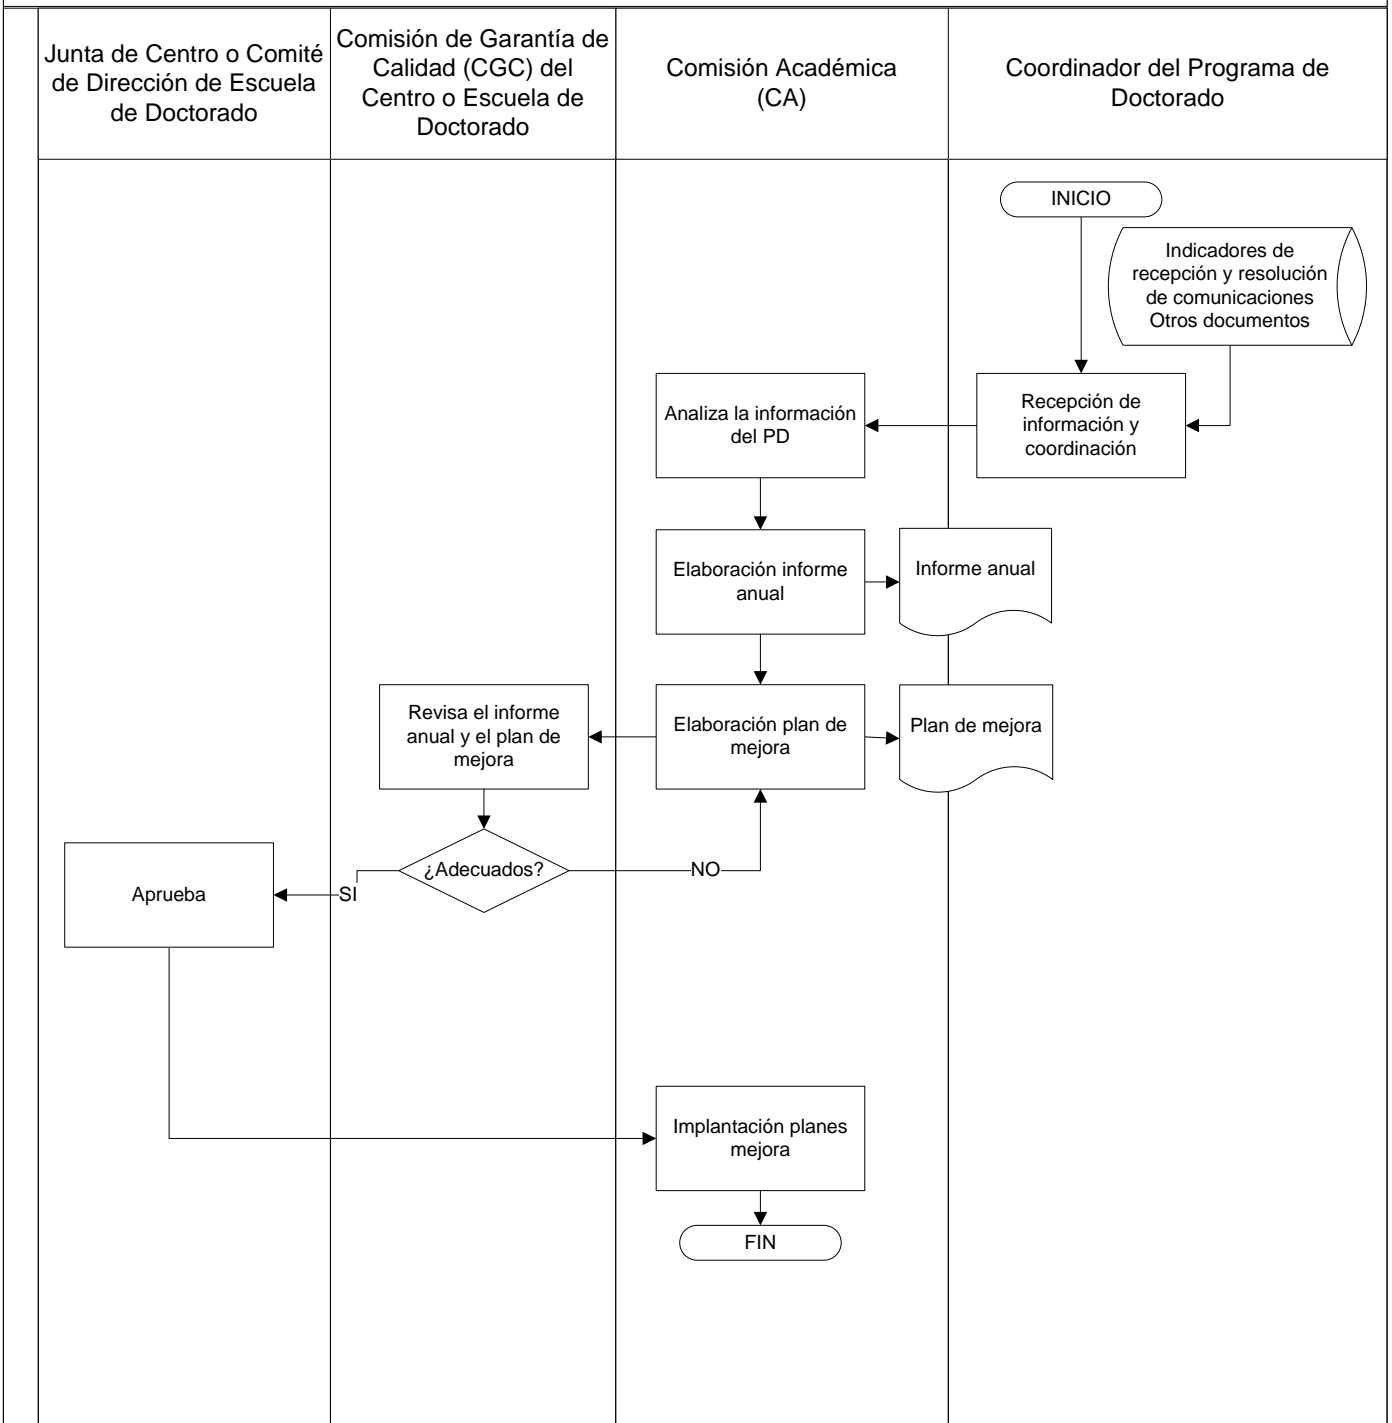 Junta de Centro o Comité
de Dirección de Escuela
de Doctorado
Comisión de Garantía de
Calidad (CGC) del
Centro o Escuela de
Doctorado
Comisión Académica
(CA)
Coordinador del Programa de
Doctorado
INICIO
Indicadores de
recepción y resolución
de comunicaciones
Otros documentos
Recepción de
información y
coordinación
Analiza la información
del PD
Elaboración informe
anual
Informe anual
Elaboración plan de
mejora
Plan de mejora
Revisa el informe
anual y el plan de
mejora
¿Adecuados?
NO
SI
Aprueba
Implantación planes
mejora
FIN